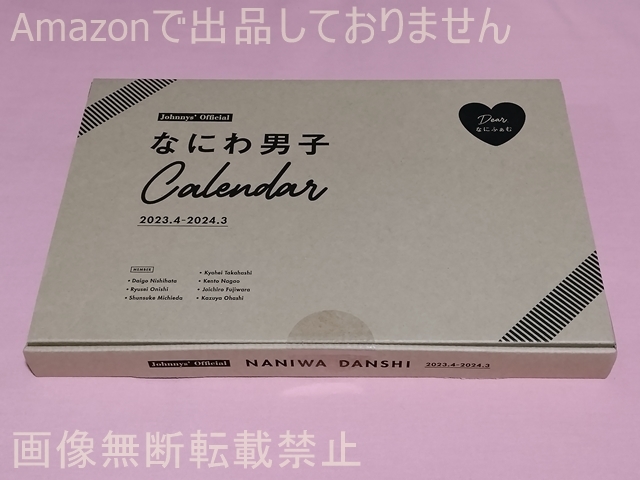 Amazonで出品しておりません
Johnnys' Official
なにわ男子
Calendar
2023.4-2024.3
Dear
なにふぁむ
MEMBER
• Daigo Nishihata
• Ryusei Onishi
• Shunsuke Michieda
• Kyohei Takahashi
• Kento Nagao
• Joichiro Fujiwara
• Kazuya Ohashi
Johnnys' Official NANIWA DANSHI 2023.4-2024.3
画像無断転載禁止